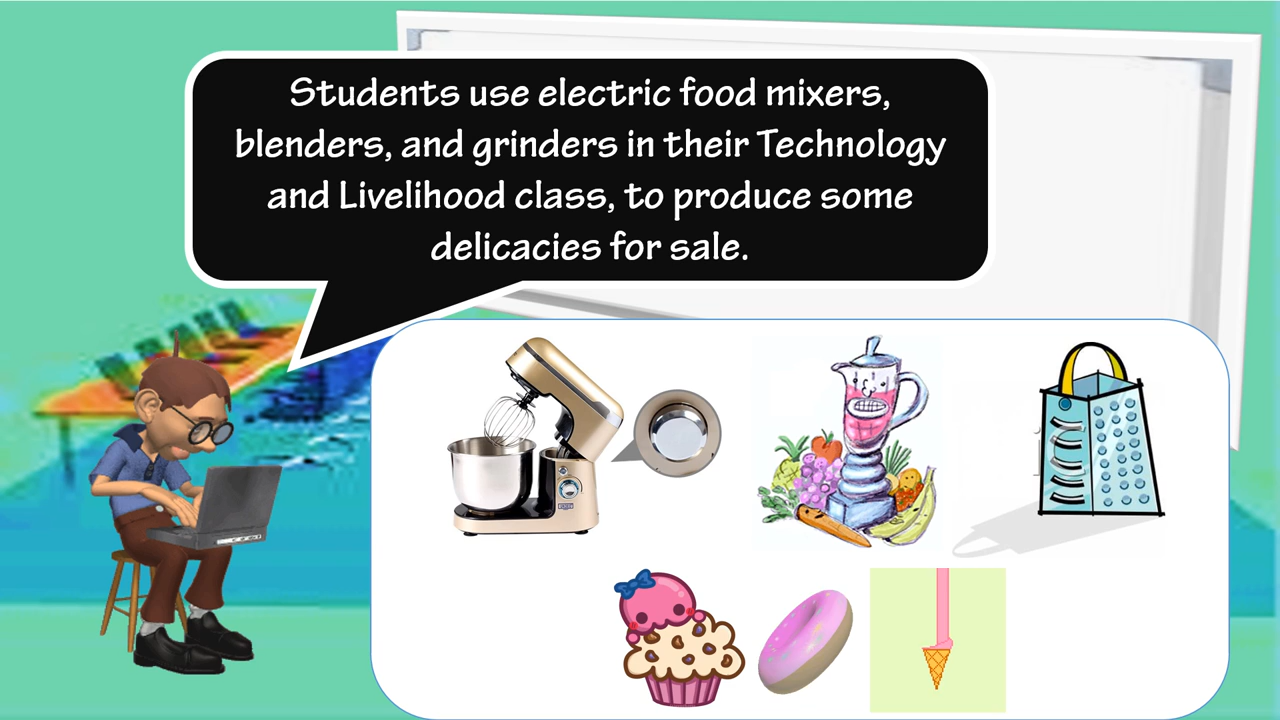 Students use electric food mixers,
blenders, and grinders in their Technology
and Livelihood class, to produce some
delicacies for sale.